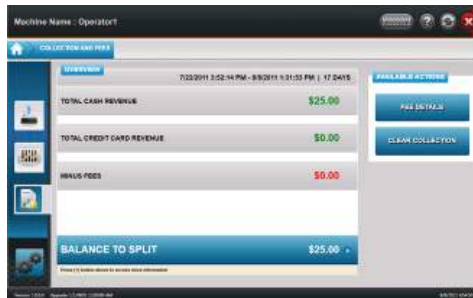 Machine Name : Operator1
COLLECTION AND FEES
OVERVIEW
7/23/2011 3:52:14 PM - 8/9/2011 1:31:53 PM | 17 DAYS
AVAILABLE ACTIONS
TOTAL CASH REVENUE $25.00
FEE DETAILS
TOTAL CREDIT CARD REVENUE $0.00
CLEAR COLLECTION
MINUS FEES $0.00
BALANCE TO SPLIT $25.00